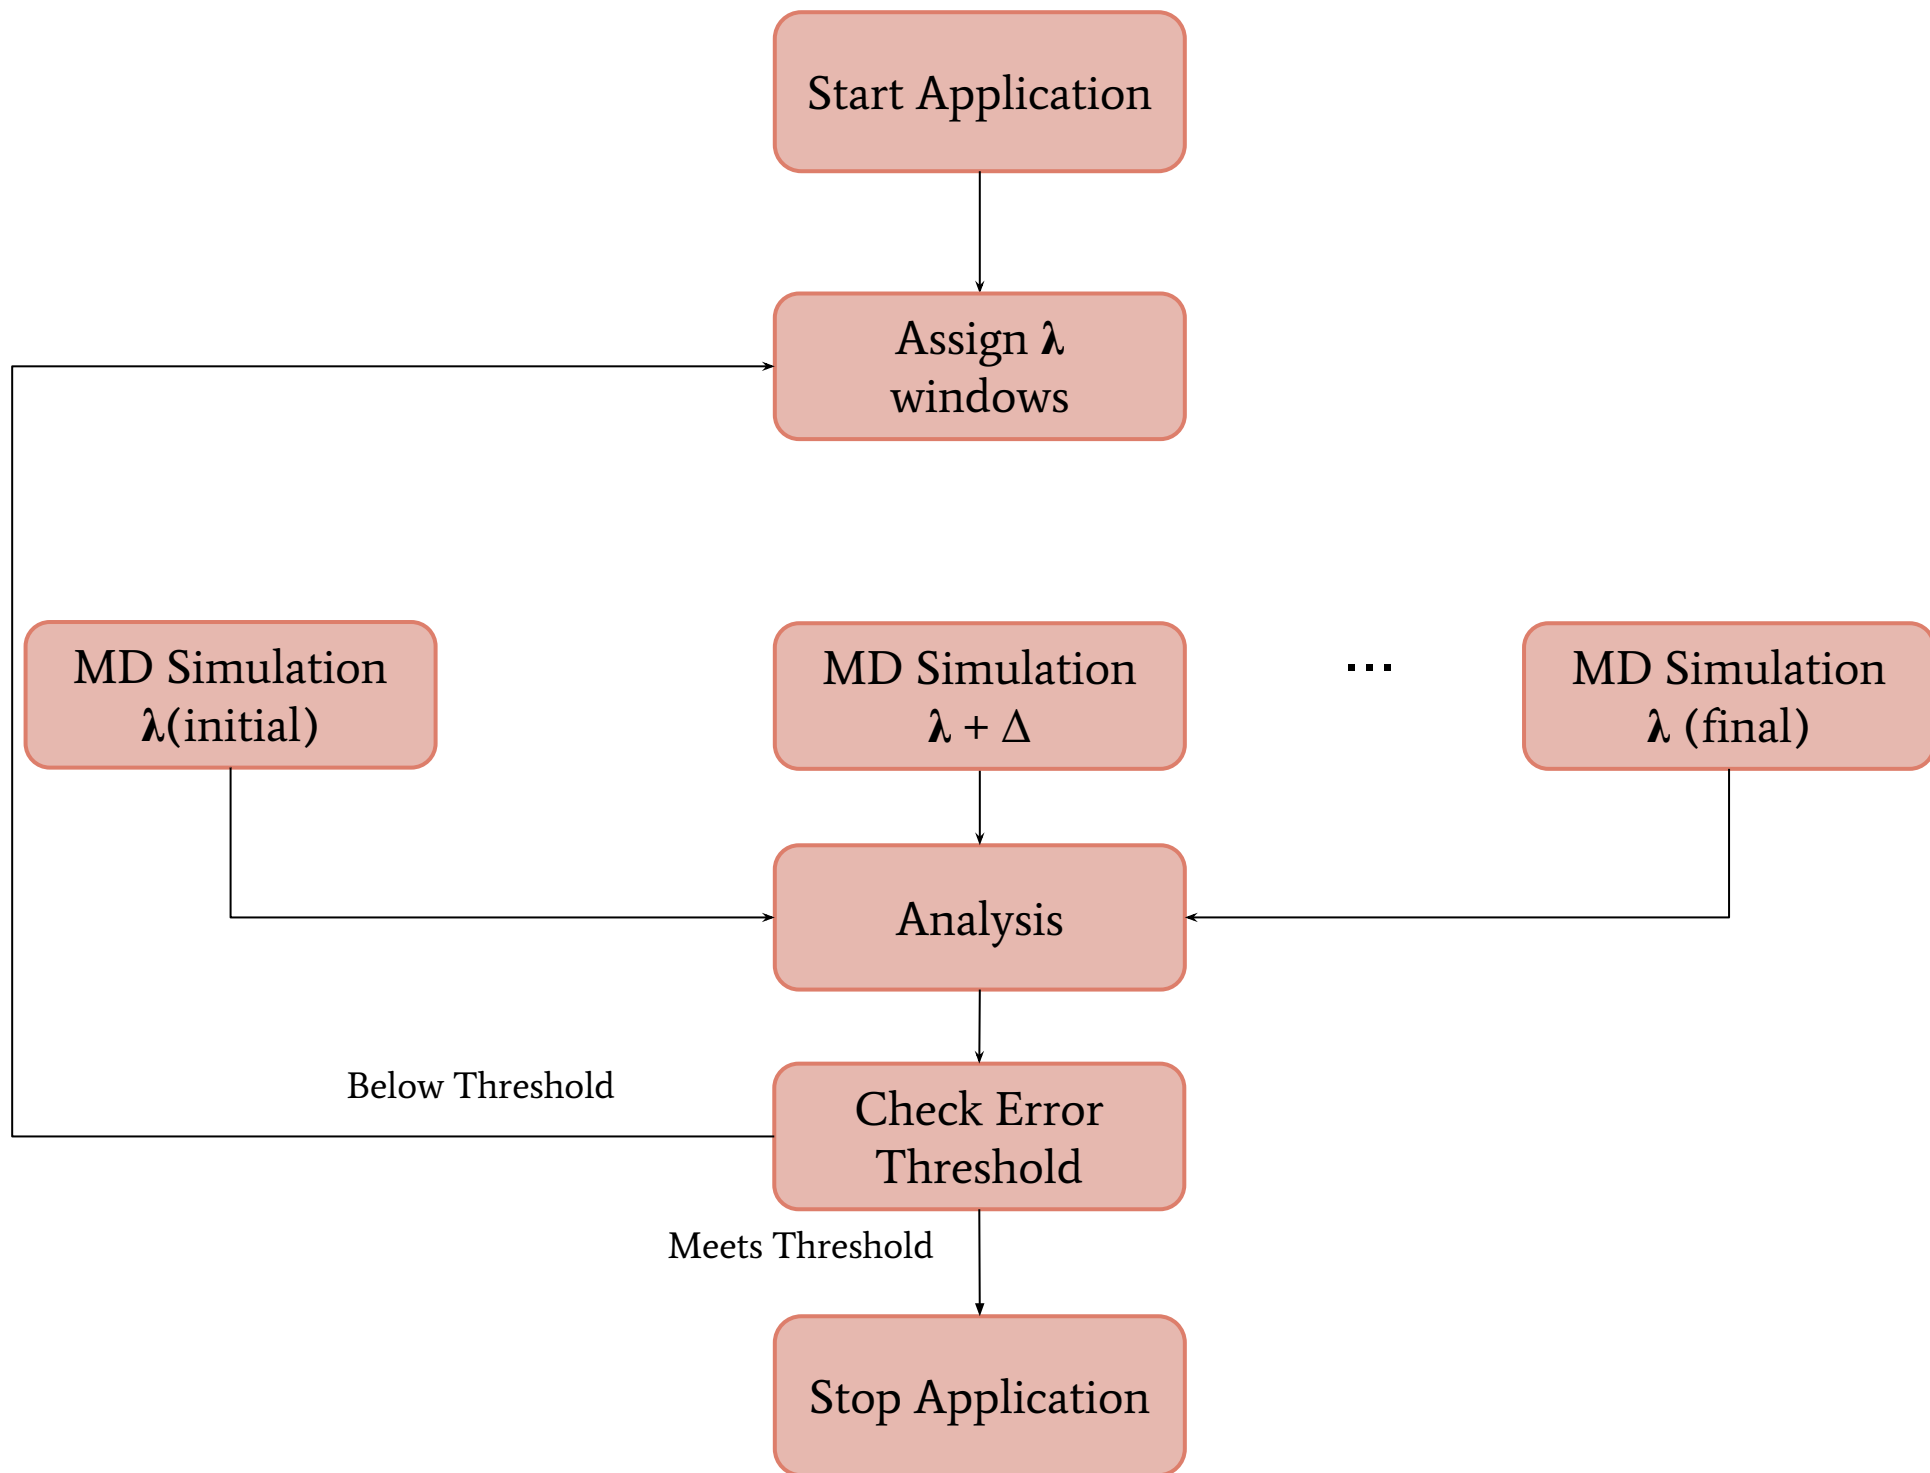 Start Application
Assign λ
windows
MD Simulation
λ(initial)
MD Simulation
λ + Δ
...
MD Simulation
λ (final)
Analysis
Below Threshold
Check Error
Threshold
Meets Threshold
Stop Application